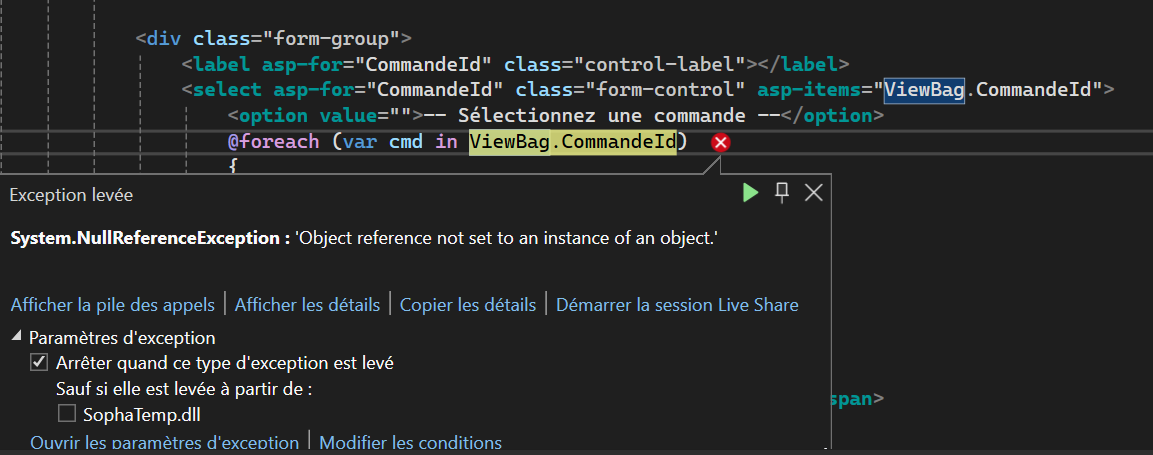 <div class="form-group">
<label asp-for="CommandeId" class="control-label"></label>
<select asp-for="CommandeId" class="form-control" asp-items="ViewBag.CommandeId">
<option value="">-- Sélectionnez une commande --</option>
@foreach (var cmd in ViewBag.CommandeId)
{
Exception levée
System.NullReferenceException : 'Object reference not set to an instance of an object.'
Afficher la pile des appels | Afficher les détails | Copier les détails | Démarrer la session Live Share
Paramètres d'exception
Arrêter quand ce type d'exception est levé
Sauf si elle est levée à partir de :
span>
SophaTemp.dll
Ouvrir les paramètres d'exception | Modifier les conditions